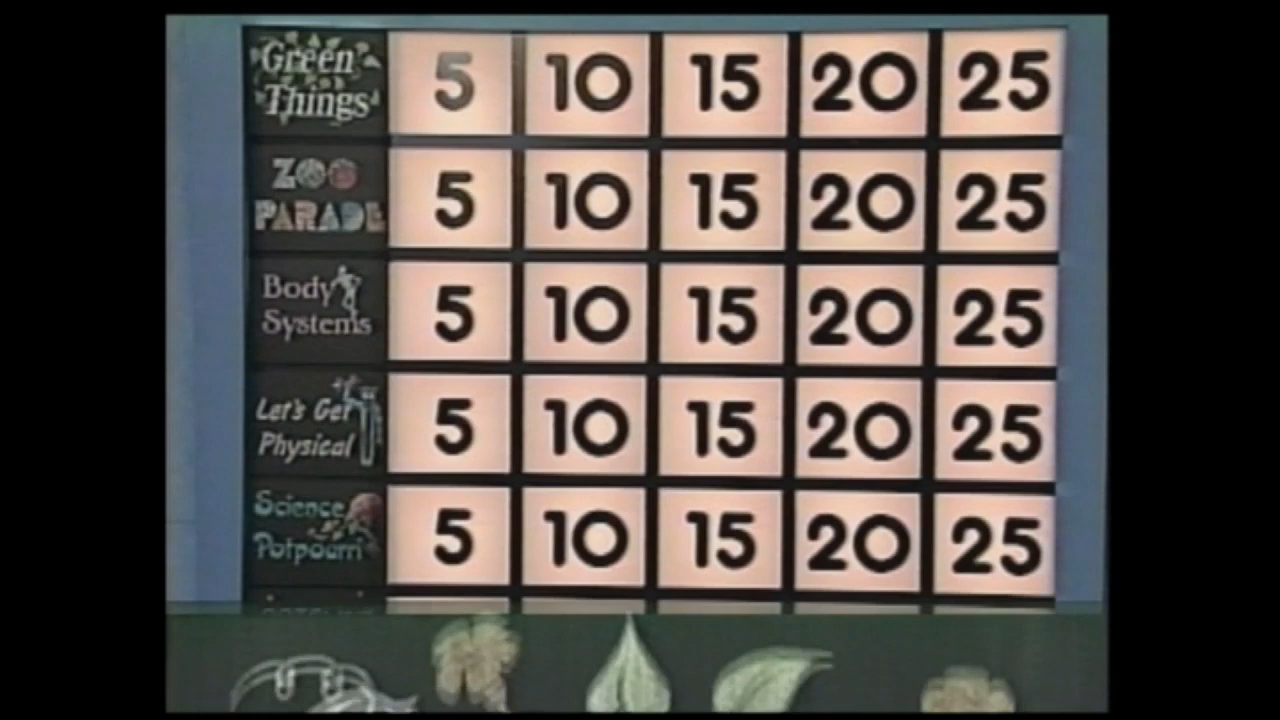 Green
Things
5 10 15 20 25
ZOO
PARADE
5 10 15 20 25
Body
Systems
5 10 15 20 25
Let's Get
Physical
5 10 15 20 25
Science
Potpourri
5 10 15 20 25